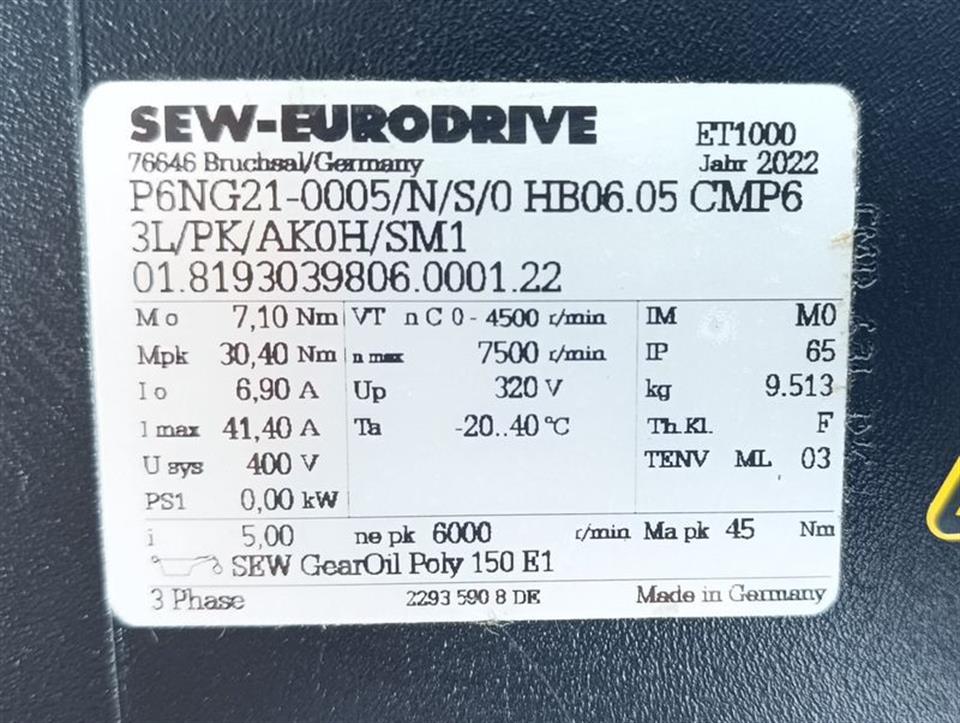 SEW-EURODRIVE
ET1000
76646 Bruchsal/Germany
Jahr 2022
P6NG21-0005/N/S/0 HB06.05 CMP6
3L/PK/AK0H/SM1
01.8193039806.0001.22
Mo 7,10 Nm VT n C 0-4500 r/min IM M0
Mpk 30,40 Nm n max 7500 r/min IP 65
Io 6,90 A Up 320 V kg 9.513
I max 41,40 A Ta -20..40 °C Th.Kl. F
U sys 400 V TENV ML 03
PS1 0,00 kW
i 5,00 ne pk 6000 r/min Ma pk 45 Nm
SEW GearOil Poly 150 E1
3 Phase 2293 590 8 DE Made in Germany